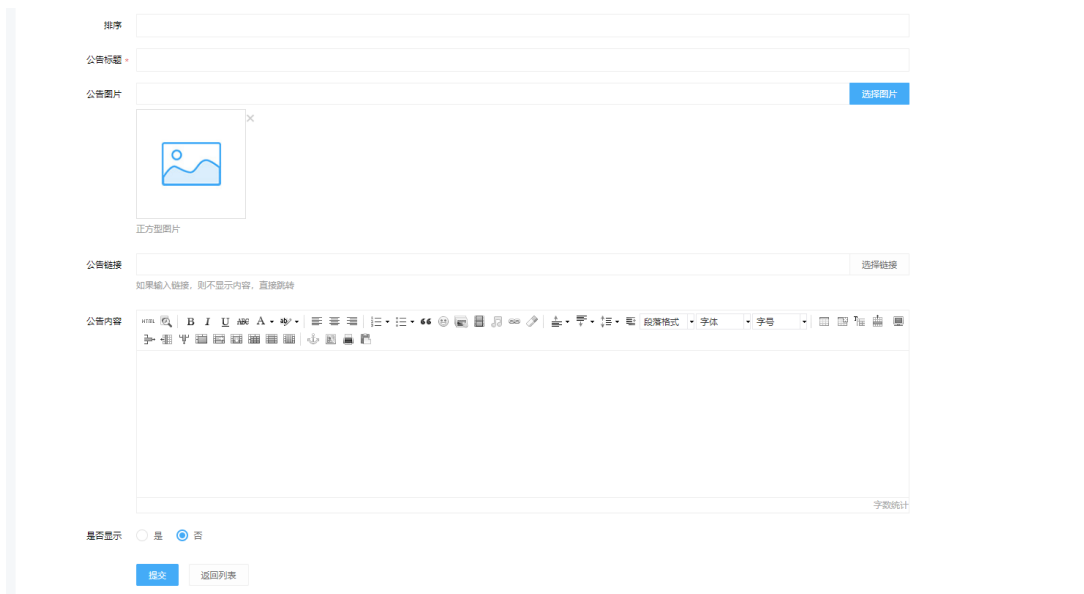 排序
公告标题 *
公告图片
选择图片
正方型图片
公告链接
选择链接
如果输入链接，则不显示内容，直接跳转
公告内容
HTML B I U ABC A ab 段落格式 字体 字号
字数统计
是否显示 是 否
提交 返回列表